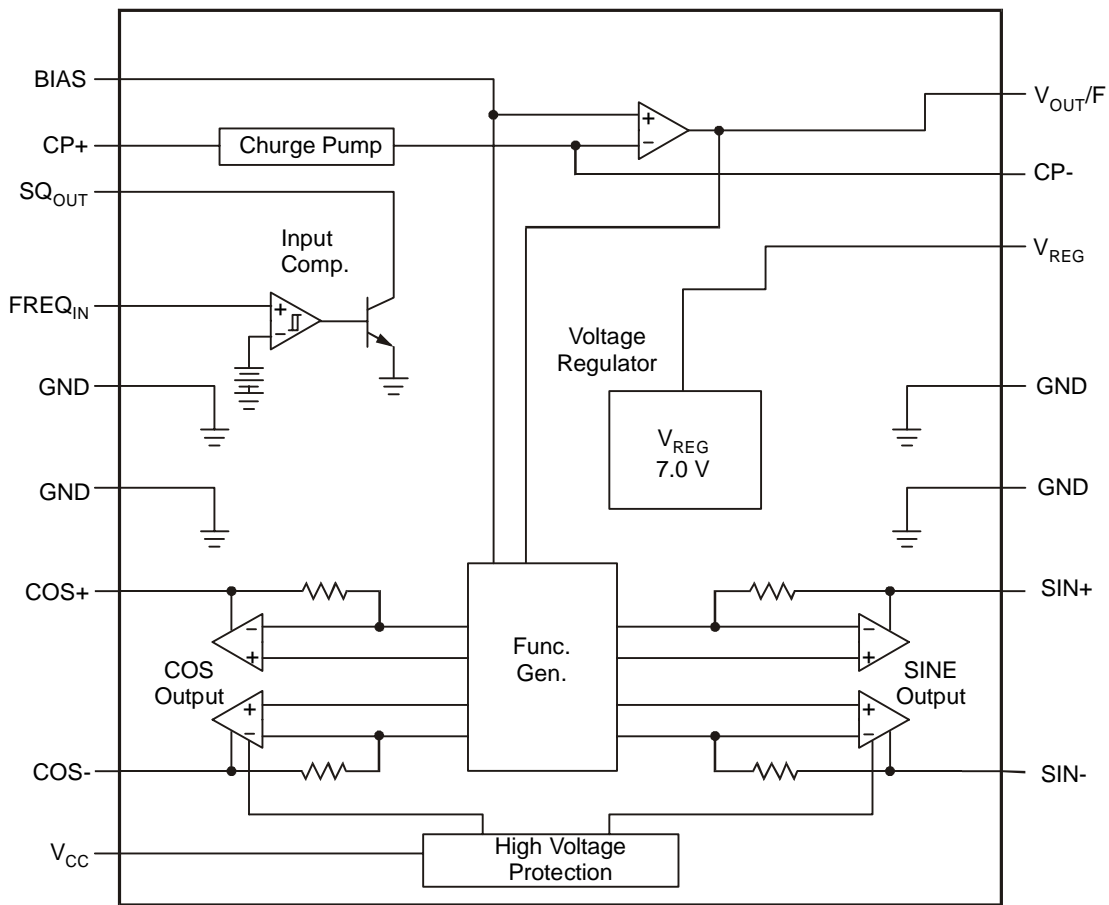 BIAS
V_OUT/F
+
−
CP+
Churge Pump
CP-
SQ_OUT
Input
Comp.
V_REG
FREQ_IN
+
−
Voltage
Regulator
GND
GND
V_REG
7.0 V
GND
GND
COS+
SIN+
−
+
−
+
COS
Output
Func.
Gen.
SINE
Output
+
−
+
−
COS-
SIN-
V_CC
High Voltage
Protection